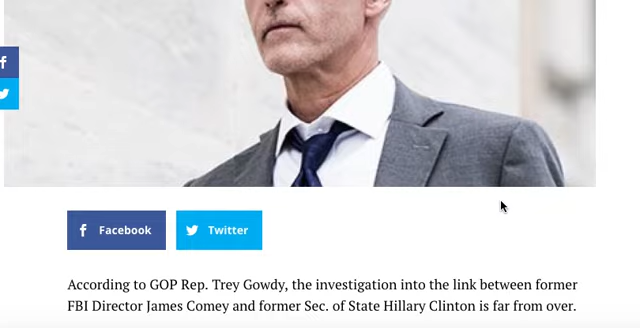 Facebook
Twitter
According to GOP Rep. Trey Gowdy, the investigation into the link between former
FBI Director James Comey and former Sec. of State Hillary Clinton is far from over.